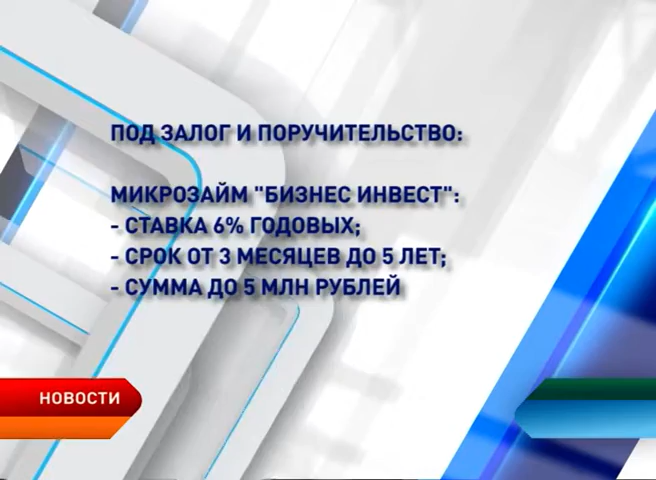 ПОД ЗАЛОГ И ПОРУЧИТЕЛЬСТВО:
МИКРОЗАЙМ "БИЗНЕС ИНВЕСТ":
- СТАВКА 6% ГОДОВЫХ;
- СРОК ОТ 3 МЕСЯЦЕВ ДО 5 ЛЕТ;
- СУММА ДО 5 МЛН РУБЛЕЙ
НОВОСТИ